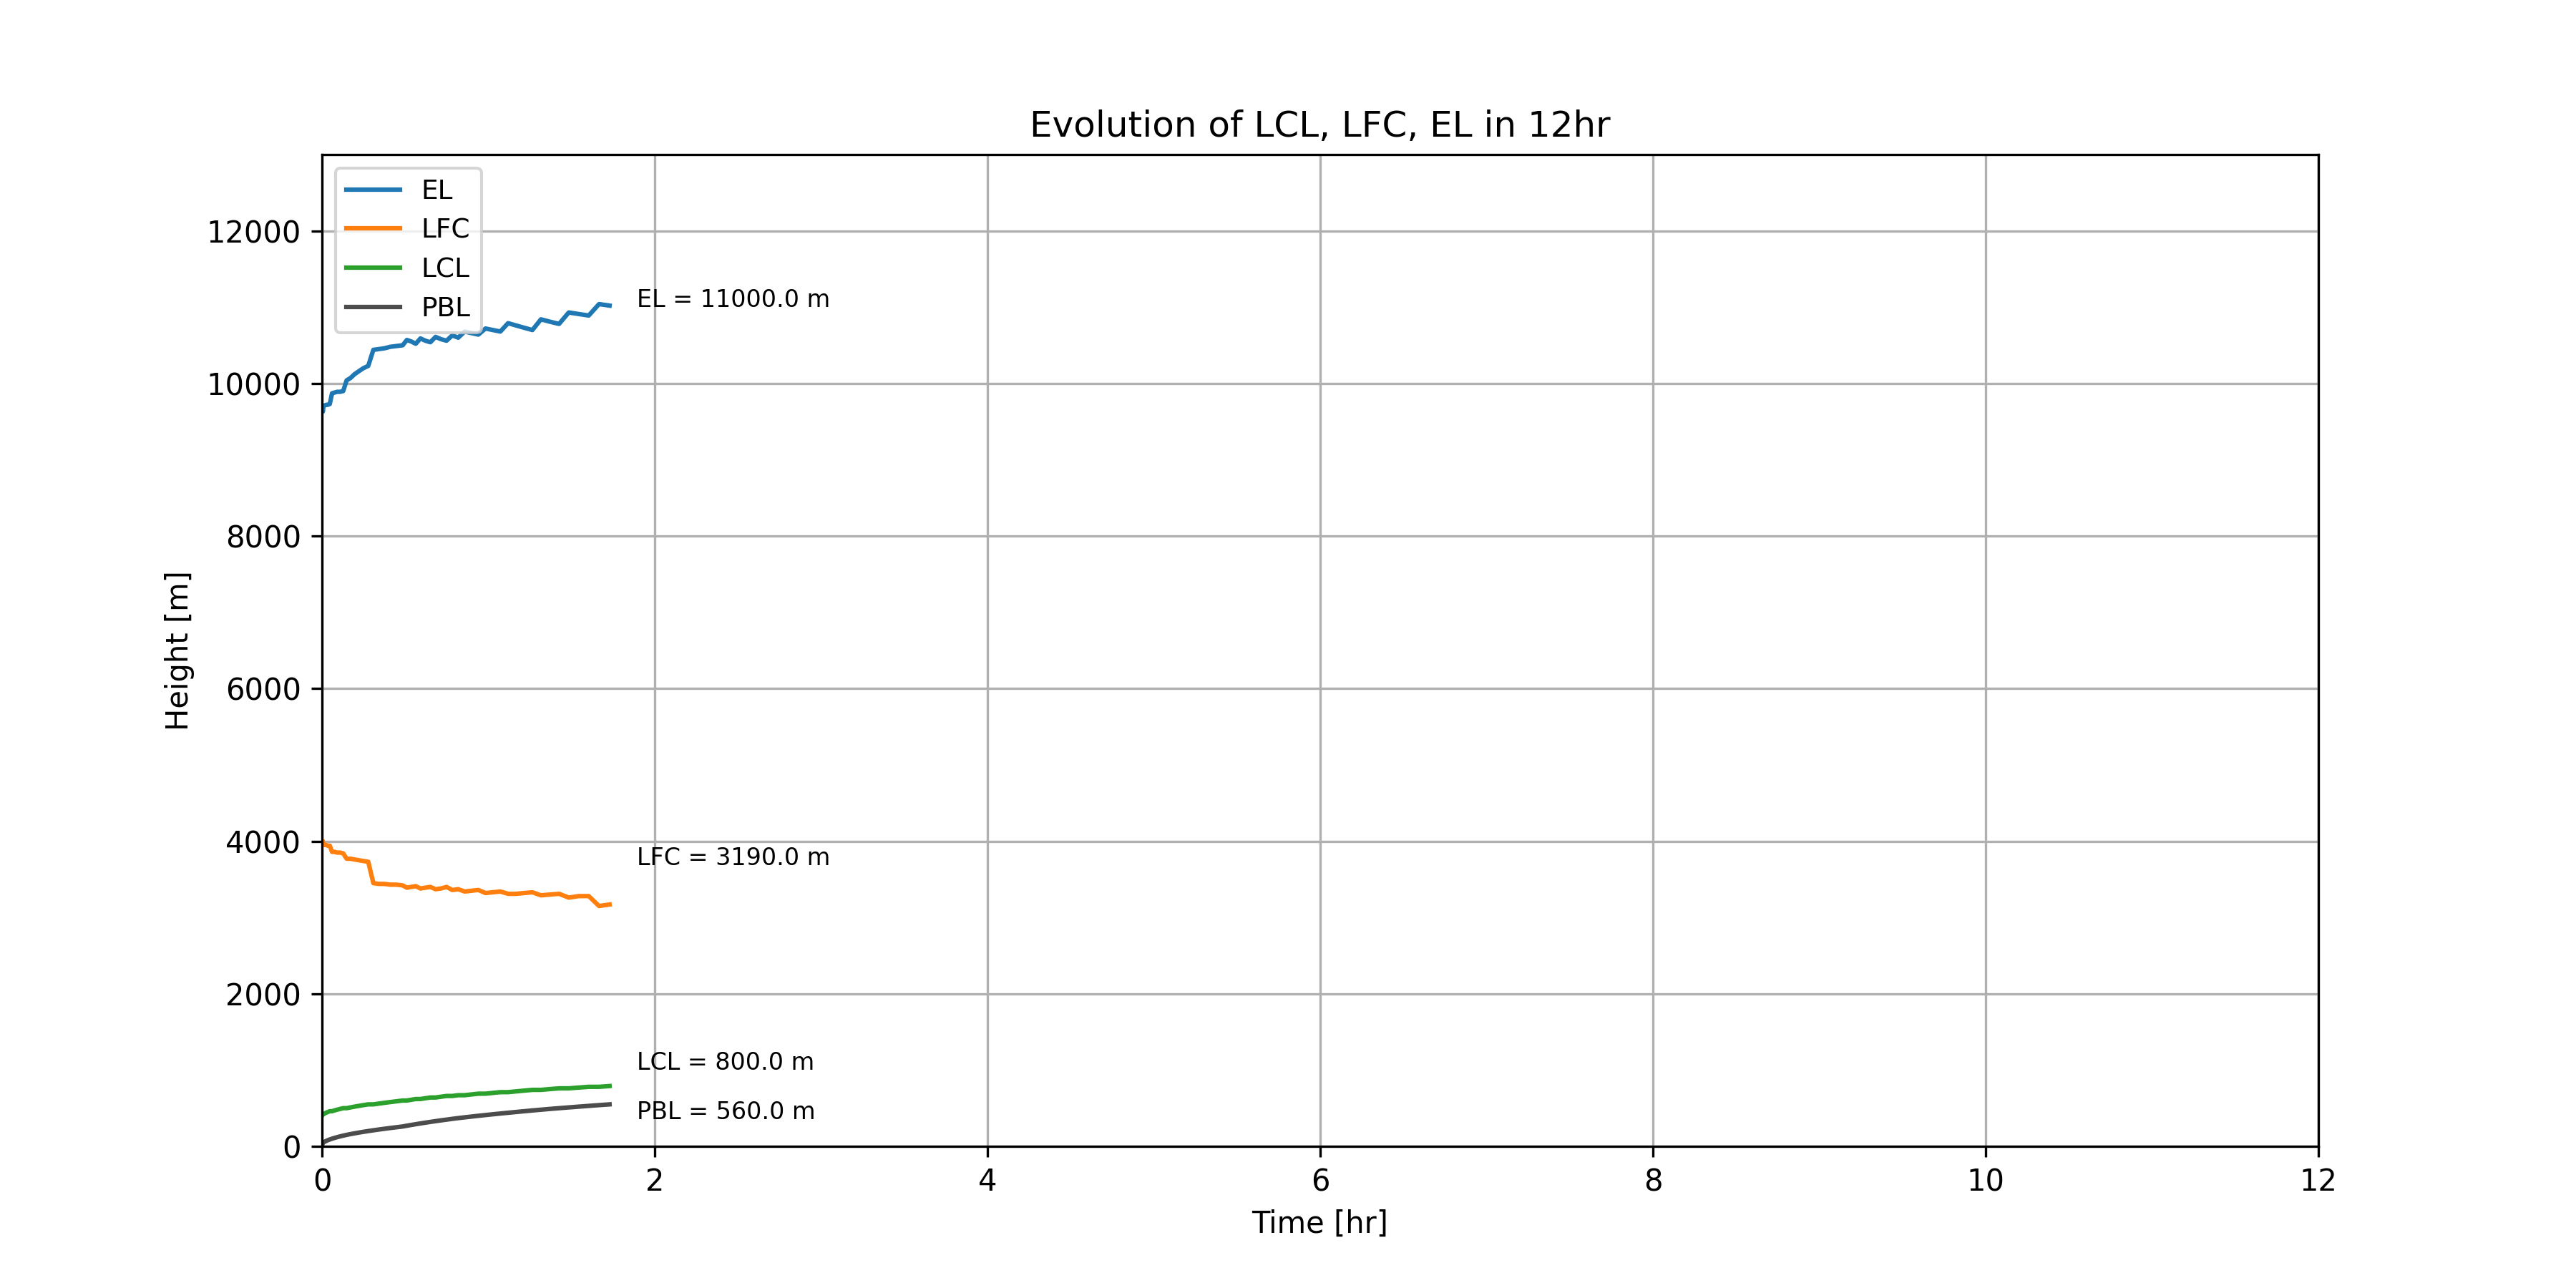 Evolution of LCL, LFC, EL in 12hr
EL
LFC
LCL
PBL
12000
10000
8000
6000
4000
2000
0
Height [m]
EL = 11000.0 m
LFC = 3190.0 m
LCL = 800.0 m
PBL = 560.0 m
0 2 4 6 8 10 12
Time [hr]